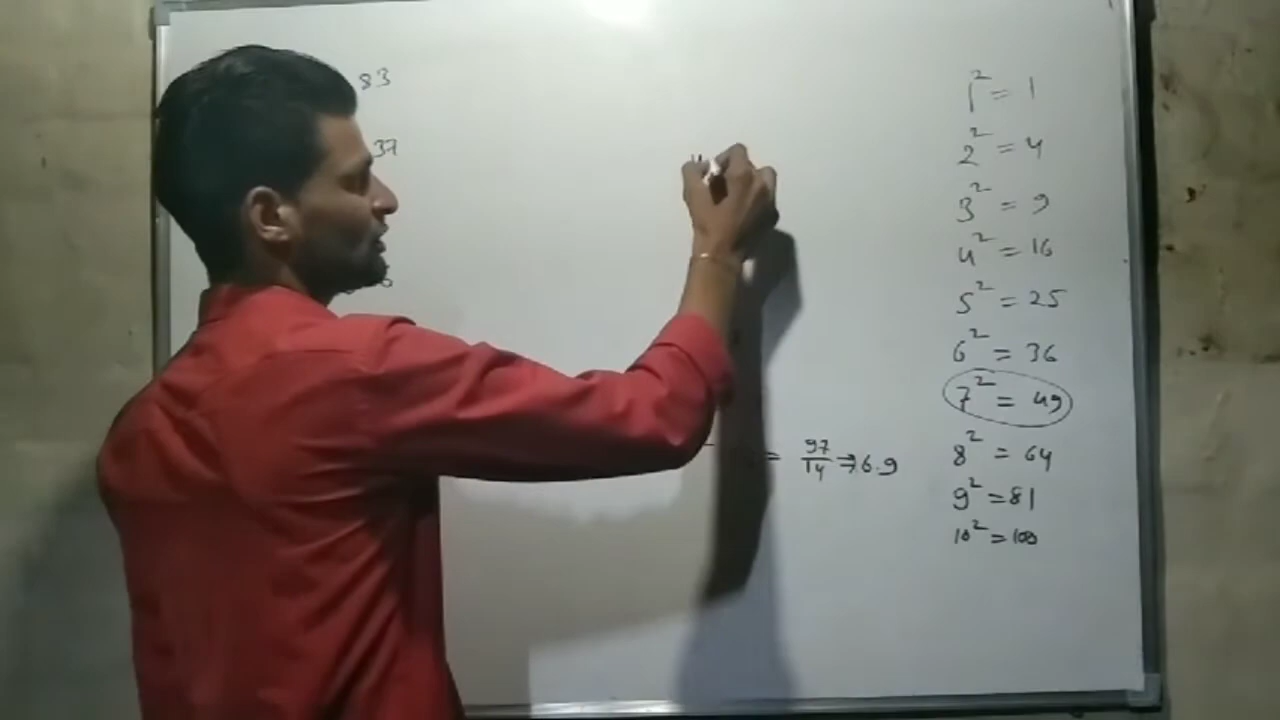 83
37
1² = 1
2² = 4
3² = 9
4² = 16
5² = 25
6² = 36
7² = 49
= 97/14 ⇒ 6.9
8² = 64
9² = 81
10² = 100